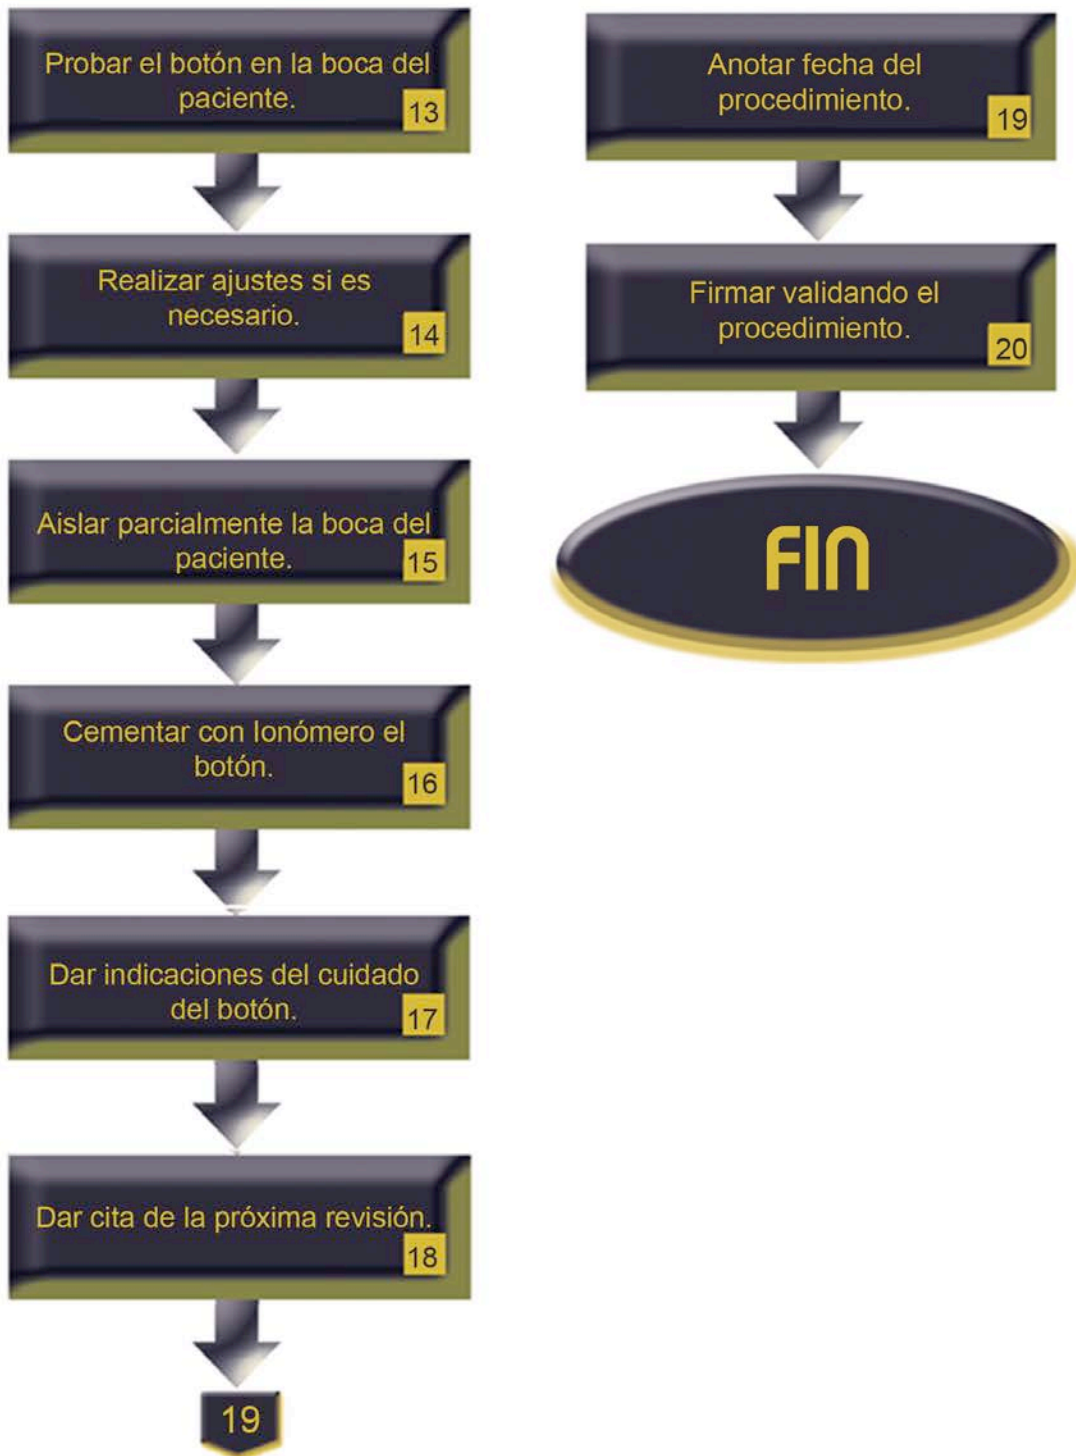 Probar el botón en la boca del
paciente.
13
Realizar ajustes si es
necesario.
14
Aislar parcialmente la boca del
paciente.
15
Cementar con Ionómero el
botón.
16
Dar indicaciones del cuidado
del botón.
17
Dar cita de la próxima revisión.
18
19
Anotar fecha del
procedimiento.
19
Firmar validando el
procedimiento.
20
FIN